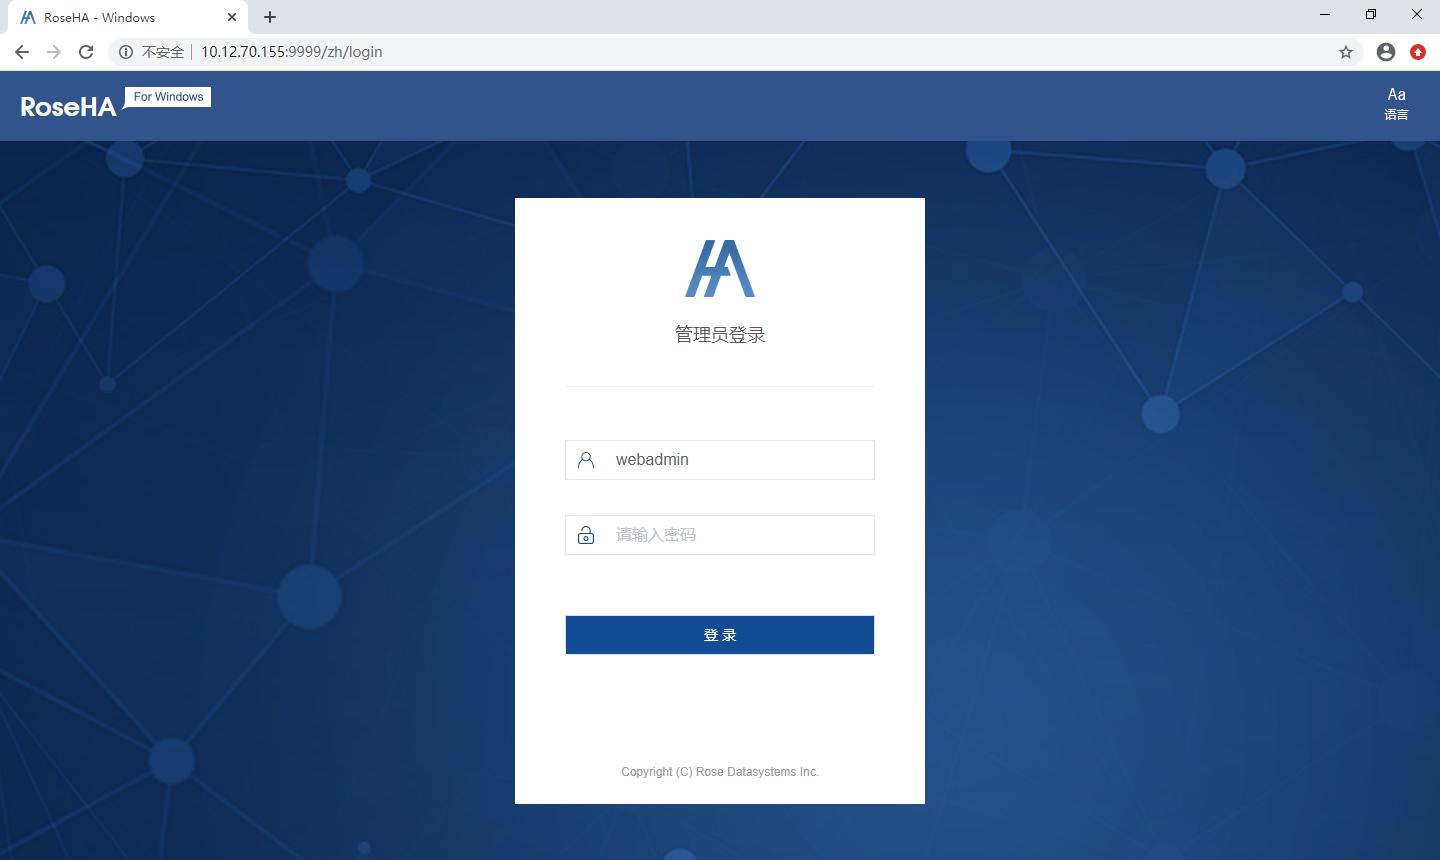 RoseHA - Windows
不安全 10.12.70.155:9999/zh/login
RoseHA For Windows
Aa
语言
管理员登录
webadmin
请输入密码
登 录
Copyright (C) Rose Datasystems Inc.